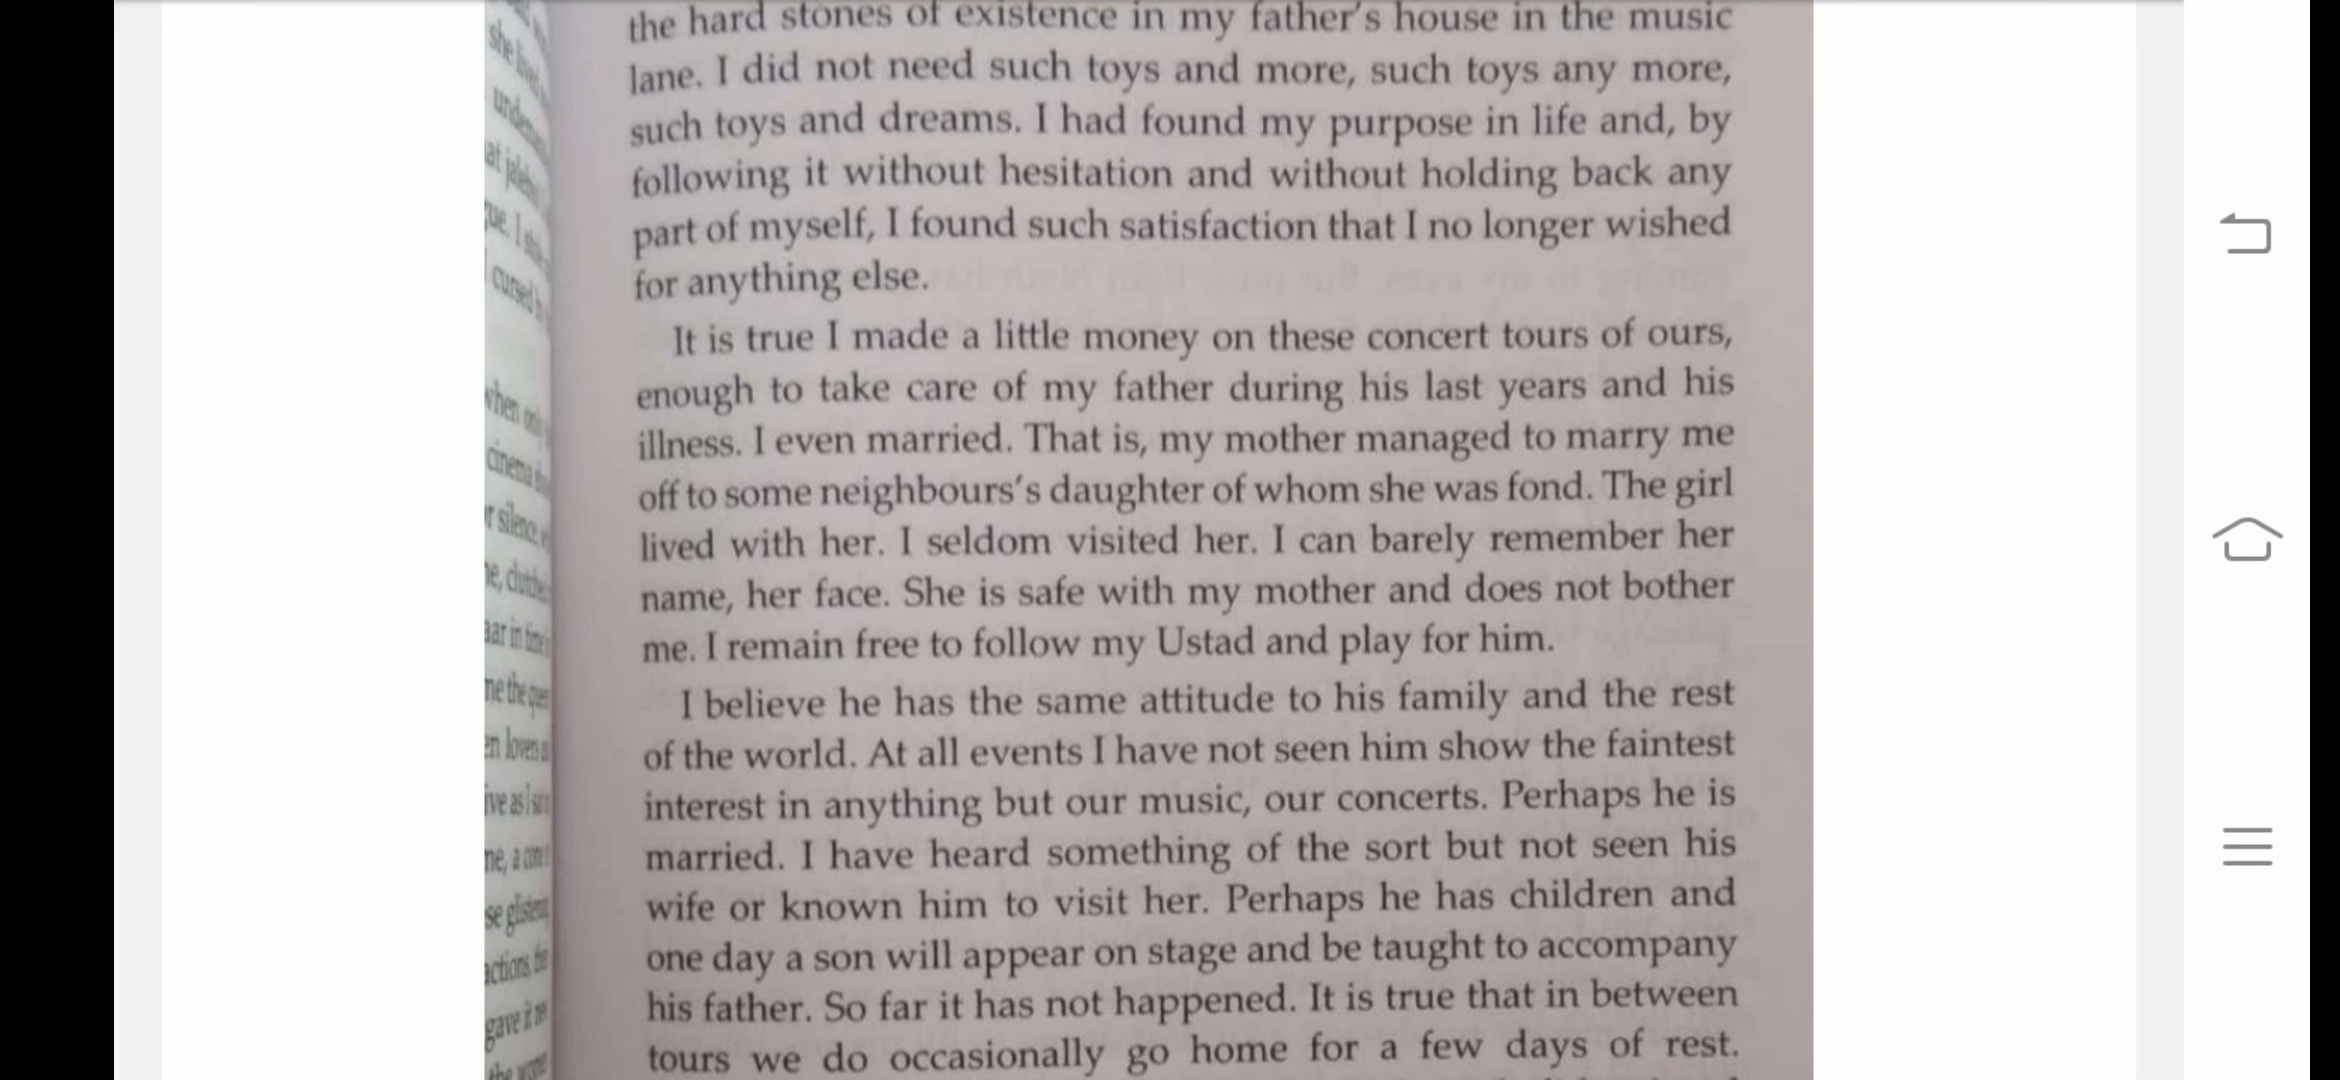 the hard stones of existence in my father's house in the music
lane. I did not need such toys and more, such toys any more,
such toys and dreams. I had found my purpose in life and, by
following it without hesitation and without holding back any
part of myself, I found such satisfaction that I no longer wished
for anything else.
It is true I made a little money on these concert tours of ours,
enough to take care of my father during his last years and his
illness. I even married. That is, my mother managed to marry me
off to some neighbours's daughter of whom she was fond. The girl
lived with her. I seldom visited her. I can barely remember her
name, her face. She is safe with my mother and does not bother
me. I remain free to follow my Ustad and play for him.
I believe he has the same attitude to his family and the rest
of the world. At all events I have not seen him show the faintest
interest in anything but our music, our concerts. Perhaps he is
married. I have heard something of the sort but not seen his
wife or known him to visit her. Perhaps he has children and
one day a son will appear on stage and be taught to accompany
his father. So far it has not happened. It is true that in between
tours we do occasionally go home for a few days of rest.